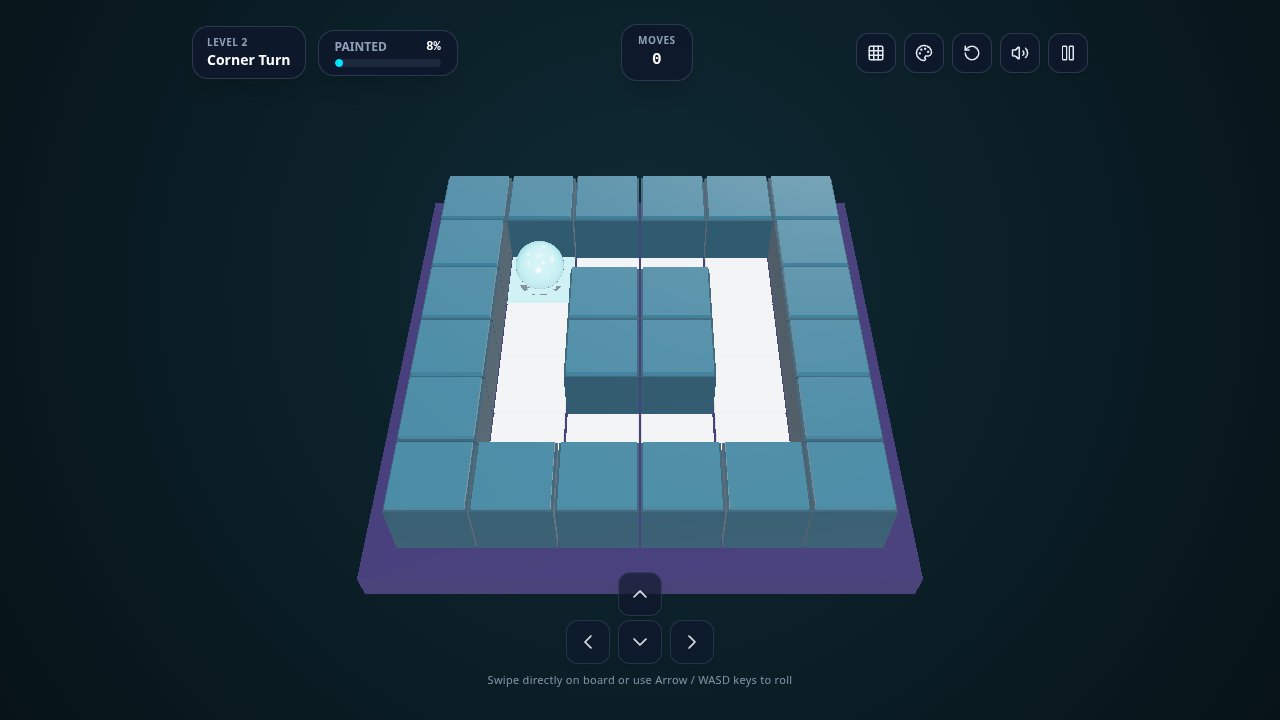 LEVEL 2
Corner Turn
PAINTED 8%
MOVES
0
Swipe directly on board or use Arrow / WASD keys to roll